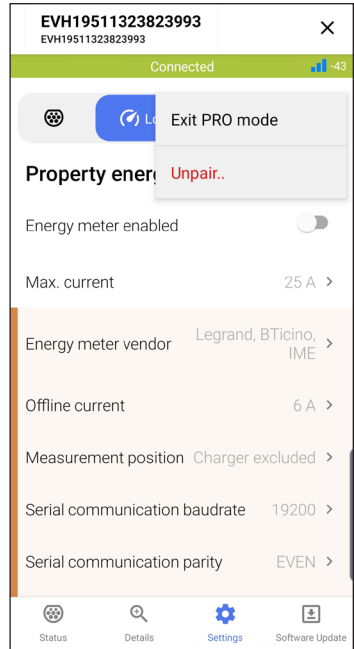 EVH19511323823993
EVH19511323823993
Connected
-43
Exit PRO mode
Unpair..
Property
Energy meter enabled
Max. current 25 A
Energy meter vendor Legrand, BTicino,
IME
Offline current 6 A
Measurement position Charger excluded
Serial communication baudrate 19200
Serial communication parity EVEN
Status Details Settings Software Update